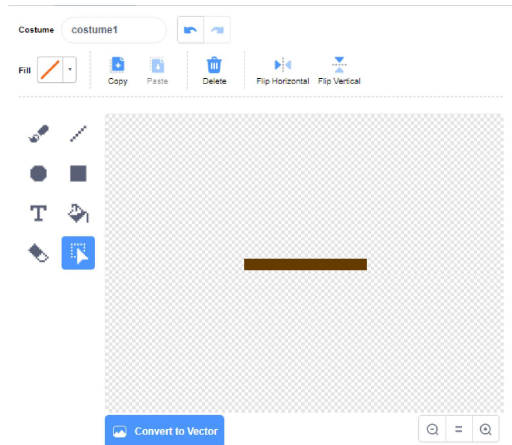 Costume costume1
Fill
Copy Paste Delete Flip Horizontal Flip Vertical
T
Convert to Vector
=